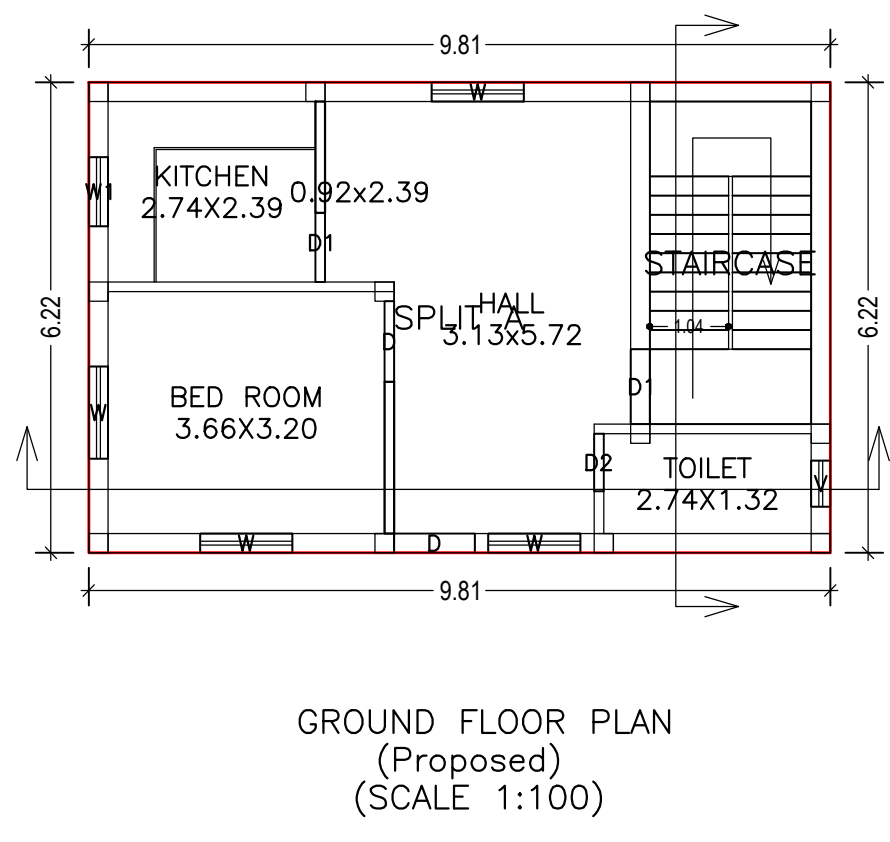 9.81
W
W1
KITCHEN
2.74X2.39
0.92x2.39
D1
STAIRCASE
6.22
6.22
HALL
SPLIT A
3.13x5.72
1.04
D
D1
BED ROOM
3.66X3.20
W
D2
TOILET
2.74X1.32
V
W
D
W
9.81
GROUND FLOOR PLAN
(Proposed)
(SCALE 1:100)